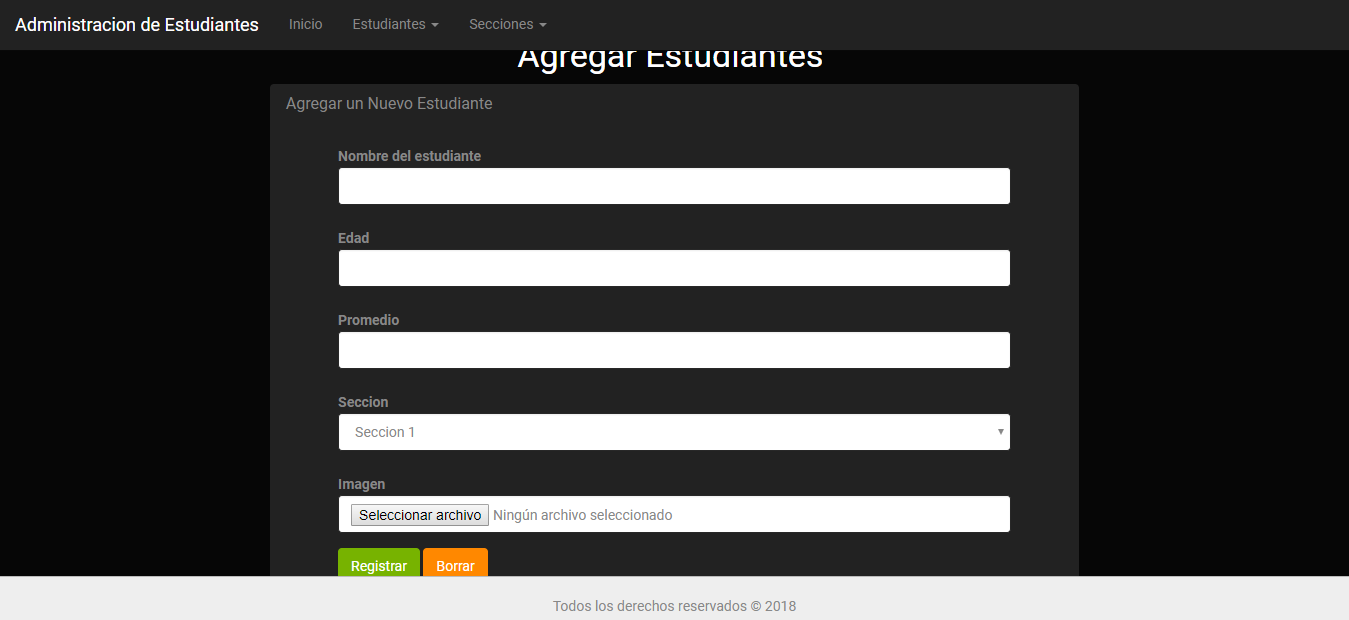 Administracion de Estudiantes Inicio Estudiantes Secciones
Agregar Estudiantes
Agregar un Nuevo Estudiante
Nombre del estudiante
Edad
Promedio
Seccion
Seccion 1
Imagen
Seleccionar archivo Ningún archivo seleccionado
Registrar Borrar
Todos los derechos reservados © 2018